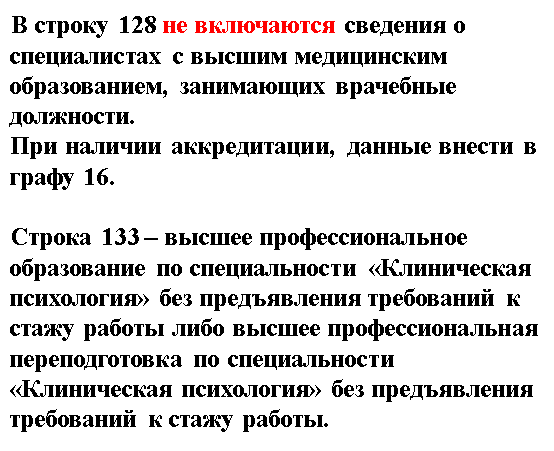 В строку 128 не включаются сведения о
специалистах с высшим медицинским
образованием, занимающих врачебные
должности.
При наличии аккредитации, данные внести в
графу 16.
Строка 133 – высшее профессиональное
образование по специальности «Клиническая
психология» без предъявления требований к
стажу работы либо высшее профессиональная
переподготовка по специальности
«Клиническая психология» без предъявления
требований к стажу работы.